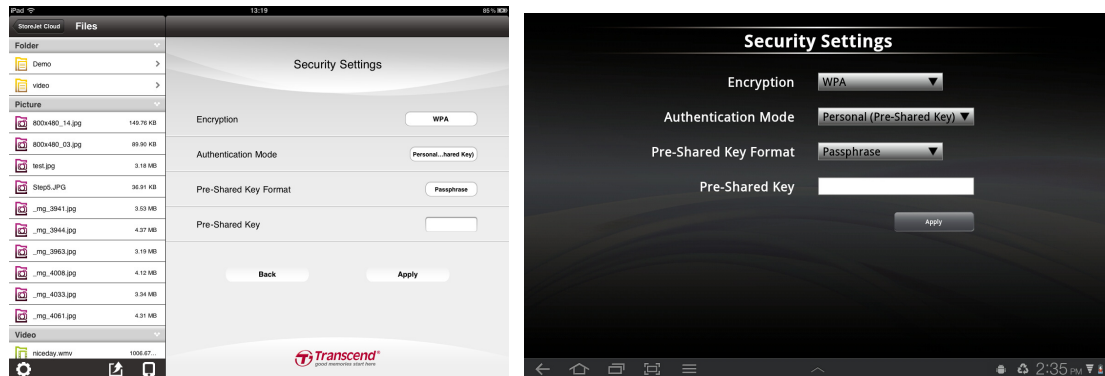 iPad 13:19 85%
StoreJet Cloud Files
Folder
Demo
video
Picture
800x480_14.jpg 149.76 KB
800x480_03.jpg 89.90 KB
test.jpg 3.18 MB
Step5.JPG 36.91 KB
_mg_3941.jpg 3.53 MB
_mg_3944.jpg 4.37 MB
_mg_3963.jpg 3.19 MB
_mg_4008.jpg 4.12 MB
_mg_4033.jpg 3.34 MB
_mg_4061.jpg 4.31 MB
Video
niceday.wmv 1006.67...
Security Settings
Encryption WPA
Authentication Mode Personal...hared Key)
Pre-Shared Key Format Passphrase
Pre-Shared Key
Back Apply
Transcend®
good memories start here
Security Settings
Encryption WPA
Authentication Mode Personal (Pre-Shared Key)
Pre-Shared Key Format Passphrase
Pre-Shared Key
Apply
2:35 PM